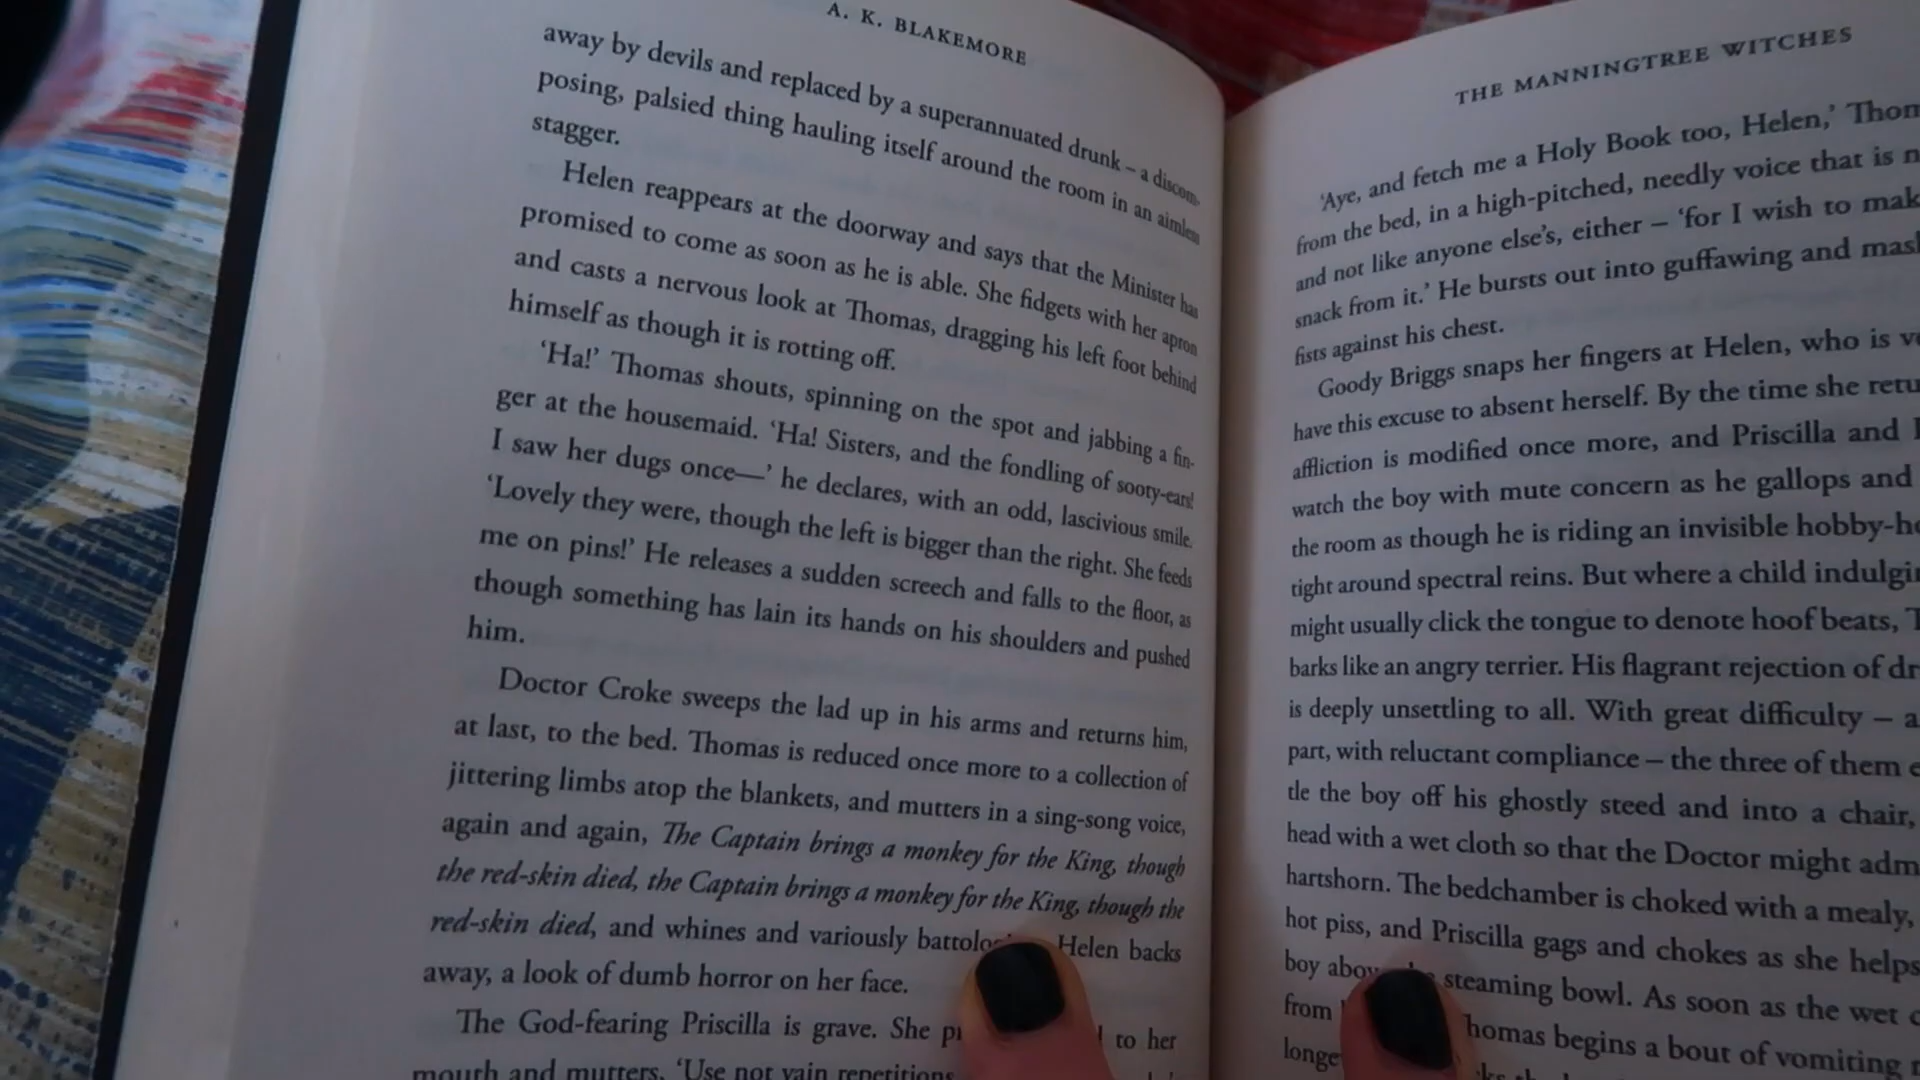 A. K. BLAKEMORE
away by devils and replaced by a superannuated drunk – a discom-
posing, palsied thing hauling itself around the room in an aimless
stagger.
Helen reappears at the doorway and says that the Minister has
promised to come as soon as he is able. She fidgets with her apron
and casts a nervous look at Thomas, dragging his left foot behind
himself as though it is rotting off.
‘Ha!’ Thomas shouts, spinning on the spot and jabbing a fin-
ger at the housemaid. ‘Ha! Sisters, and the fondling of sooty-ears!
I saw her dugs once—’ he declares, with an odd, lascivious smile.
‘Lovely they were, though the left is bigger than the right. She feeds
me on pins!’ He releases a sudden screech and falls to the floor, as
though something has lain its hands on his shoulders and pushed
him.
Doctor Croke sweeps the lad up in his arms and returns him,
at last, to the bed. Thomas is reduced once more to a collection of
jittering limbs atop the blankets, and mutters in a sing-song voice,
again and again, The Captain brings a monkey for the King, though
the red-skin died, the Captain brings a monkey for the King, though the
red-skin died, and whines and variously Helen backs
away, a look of dumb horror on her face.
The God-fearing Priscilla is grave. She to her
mouth and mutters, ‘Use not vain repetitions
THE MANNINGTREE WITCHES
‘Aye, and fetch me a Holy Book too, Helen,’
from the bed, in a high-pitched, needly voice that is
and not like anyone else’s, either – ‘for I wish to
snack from it.’ He bursts out into guffawing and
fists against his chest.
Goody Briggs snaps her fingers at Helen, who is
have this excuse to absent herself. By the time she
affliction is modified once more, and Priscilla and
watch the boy with mute concern as he gallops and
the room as though he is riding an invisible
tight around spectral reins. But where a child
might usually click the tongue to denote hoof beats,
barks like an angry terrier. His flagrant rejection of
is deeply unsettling to all. With great difficulty –
part, with reluctant compliance – the three of them
tle the boy off his ghostly steed and into a chair,
head with a wet cloth so that the Doctor might
hartshorn. The bedchamber is choked with a mealy,
hot piss, and Priscilla gags and chokes as she helps
boy steaming bowl. As soon as the wet
from Thomas begins a bout of vomiting